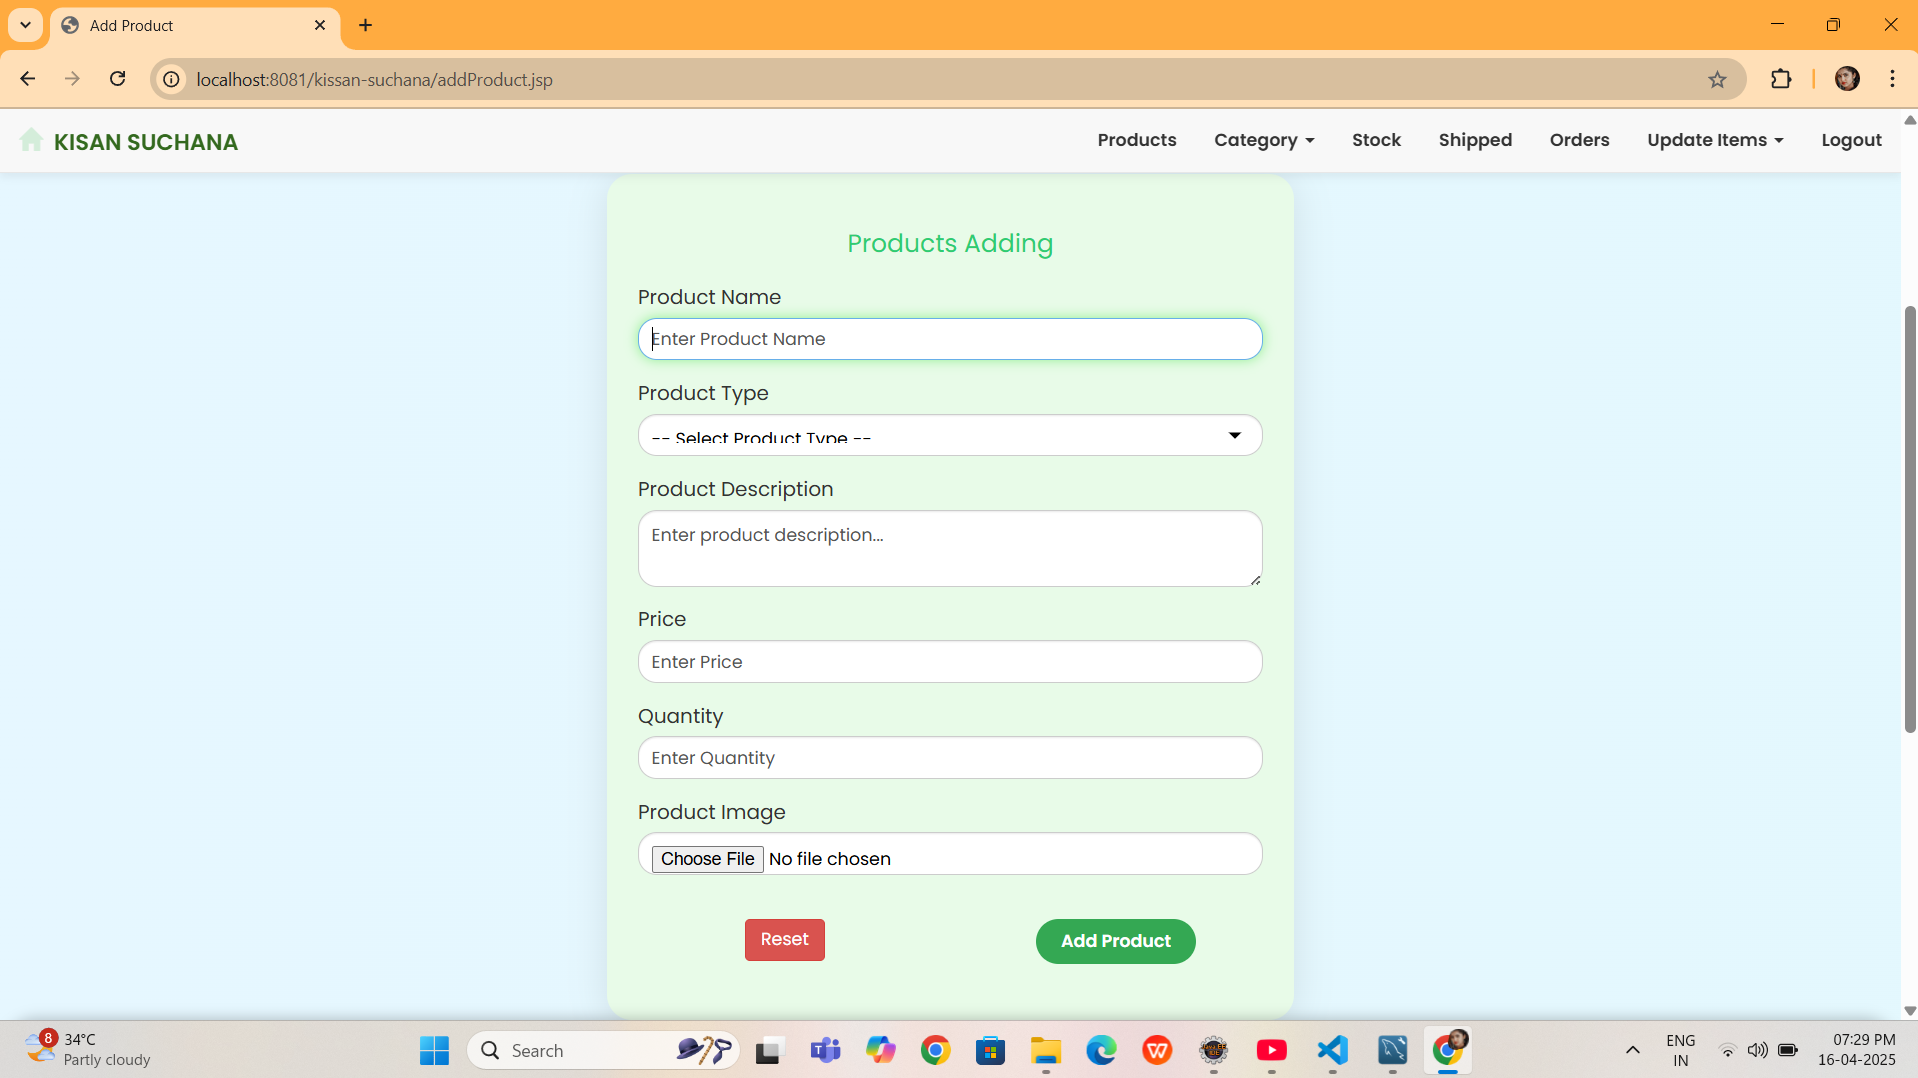 Add Product
localhost:8081/kissan-suchana/addProduct.jsp
KISAN SUCHANA
Products Category Stock Shipped Orders Update Items Logout
Products Adding
Product Name
Enter Product Name
Product Type
-- Select Product Type --
Product Description
Enter product description...
Price
Enter Price
Quantity
Enter Quantity
Product Image
Choose File No file chosen
Reset Add Product
8
34°C
Partly cloudy
Search
ENG
IN
07:29 PM
16-04-2025